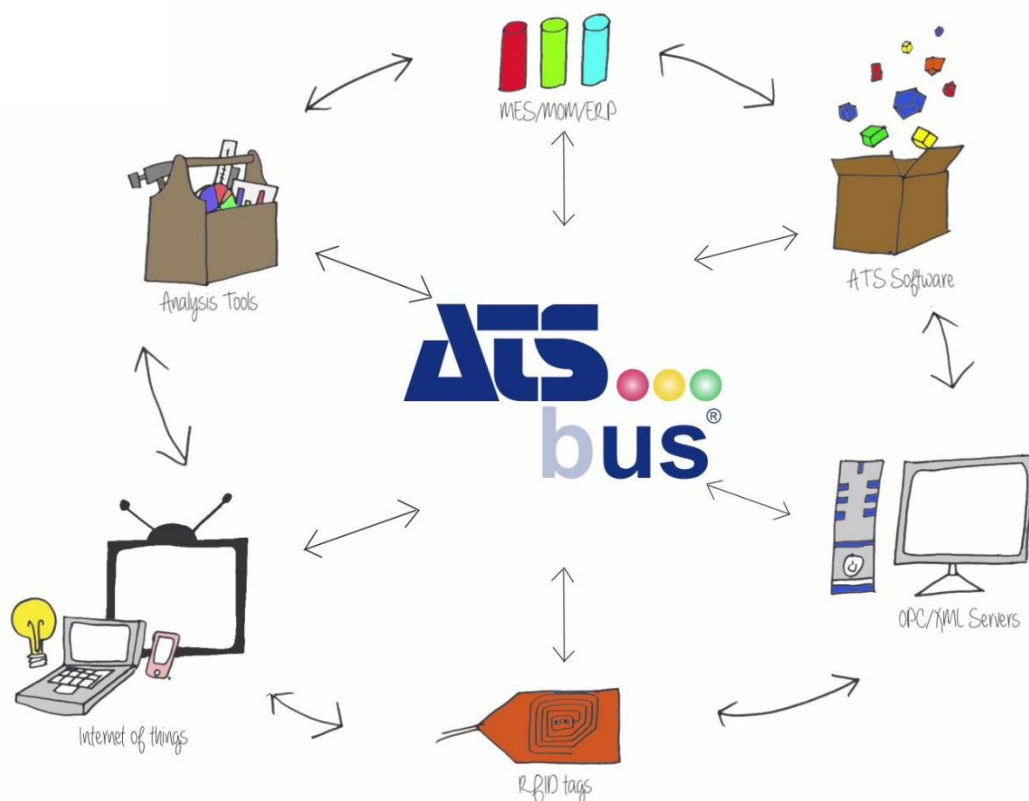 MES/MOM/ERP
Analysis Tools
ATS Software
ATS
bus®
OPC/XML Servers
Internet of things
RFID tags